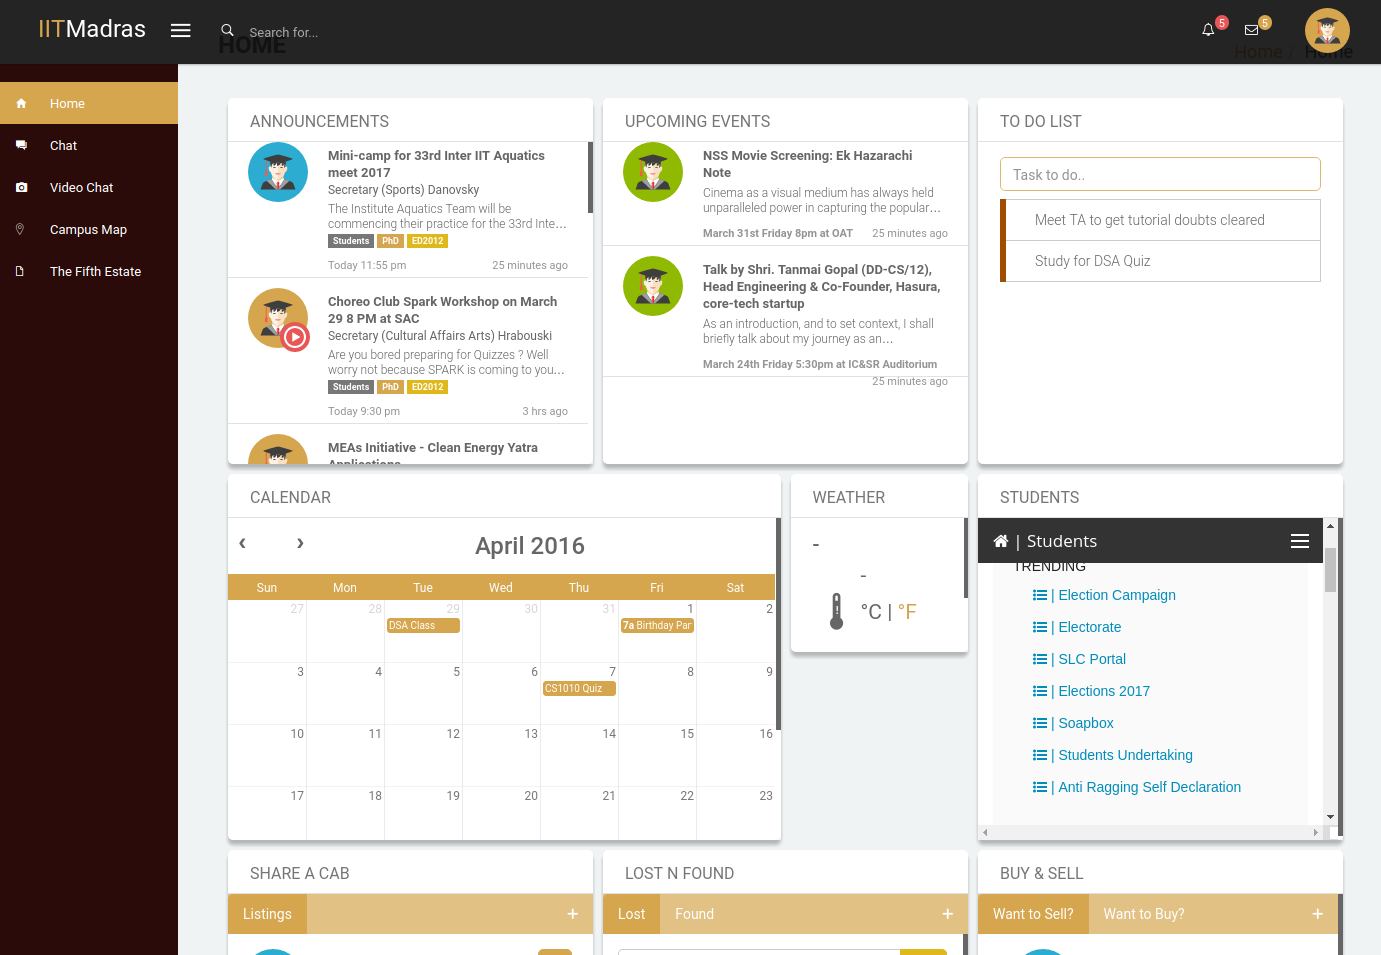 IITMadras
Search for...
5
5
HOME
Home / Home
Home
Chat
Video Chat
Campus Map
The Fifth Estate
ANNOUNCEMENTS
Mini-camp for 33rd Inter IIT Aquatics
meet 2017
Secretary (Sports) Danovsky
The Institute Aquatics Team will be
commencing their practice for the 33rd Inte...
Students PhD ED2012
Today 11:55 pm 25 minutes ago
Choreo Club Spark Workshop on March
29 8 PM at SAC
Secretary (Cultural Affairs Arts) Hrabouski
Are you bored preparing for Quizzes ? Well
worry not because SPARK is coming to you...
Students PhD ED2012
Today 9:30 pm 3 hrs ago
MEAs Initiative - Clean Energy Yatra
Applications
UPCOMING EVENTS
NSS Movie Screening: Ek Hazarachi
Note
Cinema as a visual medium has always held
unparalleled power in capturing the popular...
March 31st Friday 8pm at OAT 25 minutes ago
Talk by Shri. Tanmai Gopal (DD-CS/12),
Head Engineering & Co-Founder, Hasura,
core-tech startup
As an introduction, and to set context, I shall
briefly talk about my journey as an...
March 24th Friday 5:30pm at IC&SR Auditorium
25 minutes ago
TO DO LIST
Task to do..
Meet TA to get tutorial doubts cleared
Study for DSA Quiz
CALENDAR
‹ › April 2016
Sun Mon Tue Wed Thu Fri Sat
27 28 29 30 31 1 2
DSA Class 7a Birthday Par
3 4 5 6 7 8 9
CS1010 Quiz
10 11 12 13 14 15 16
17 18 19 20 21 22 23
WEATHER
-
-
°C | °F
STUDENTS
| Students
TRENDING
| Election Campaign
| Electorate
| SLC Portal
| Elections 2017
| Soapbox
| Students Undertaking
| Anti Ragging Self Declaration
SHARE A CAB
Listings +
LOST N FOUND
Lost Found +
BUY & SELL
Want to Sell? Want to Buy? +